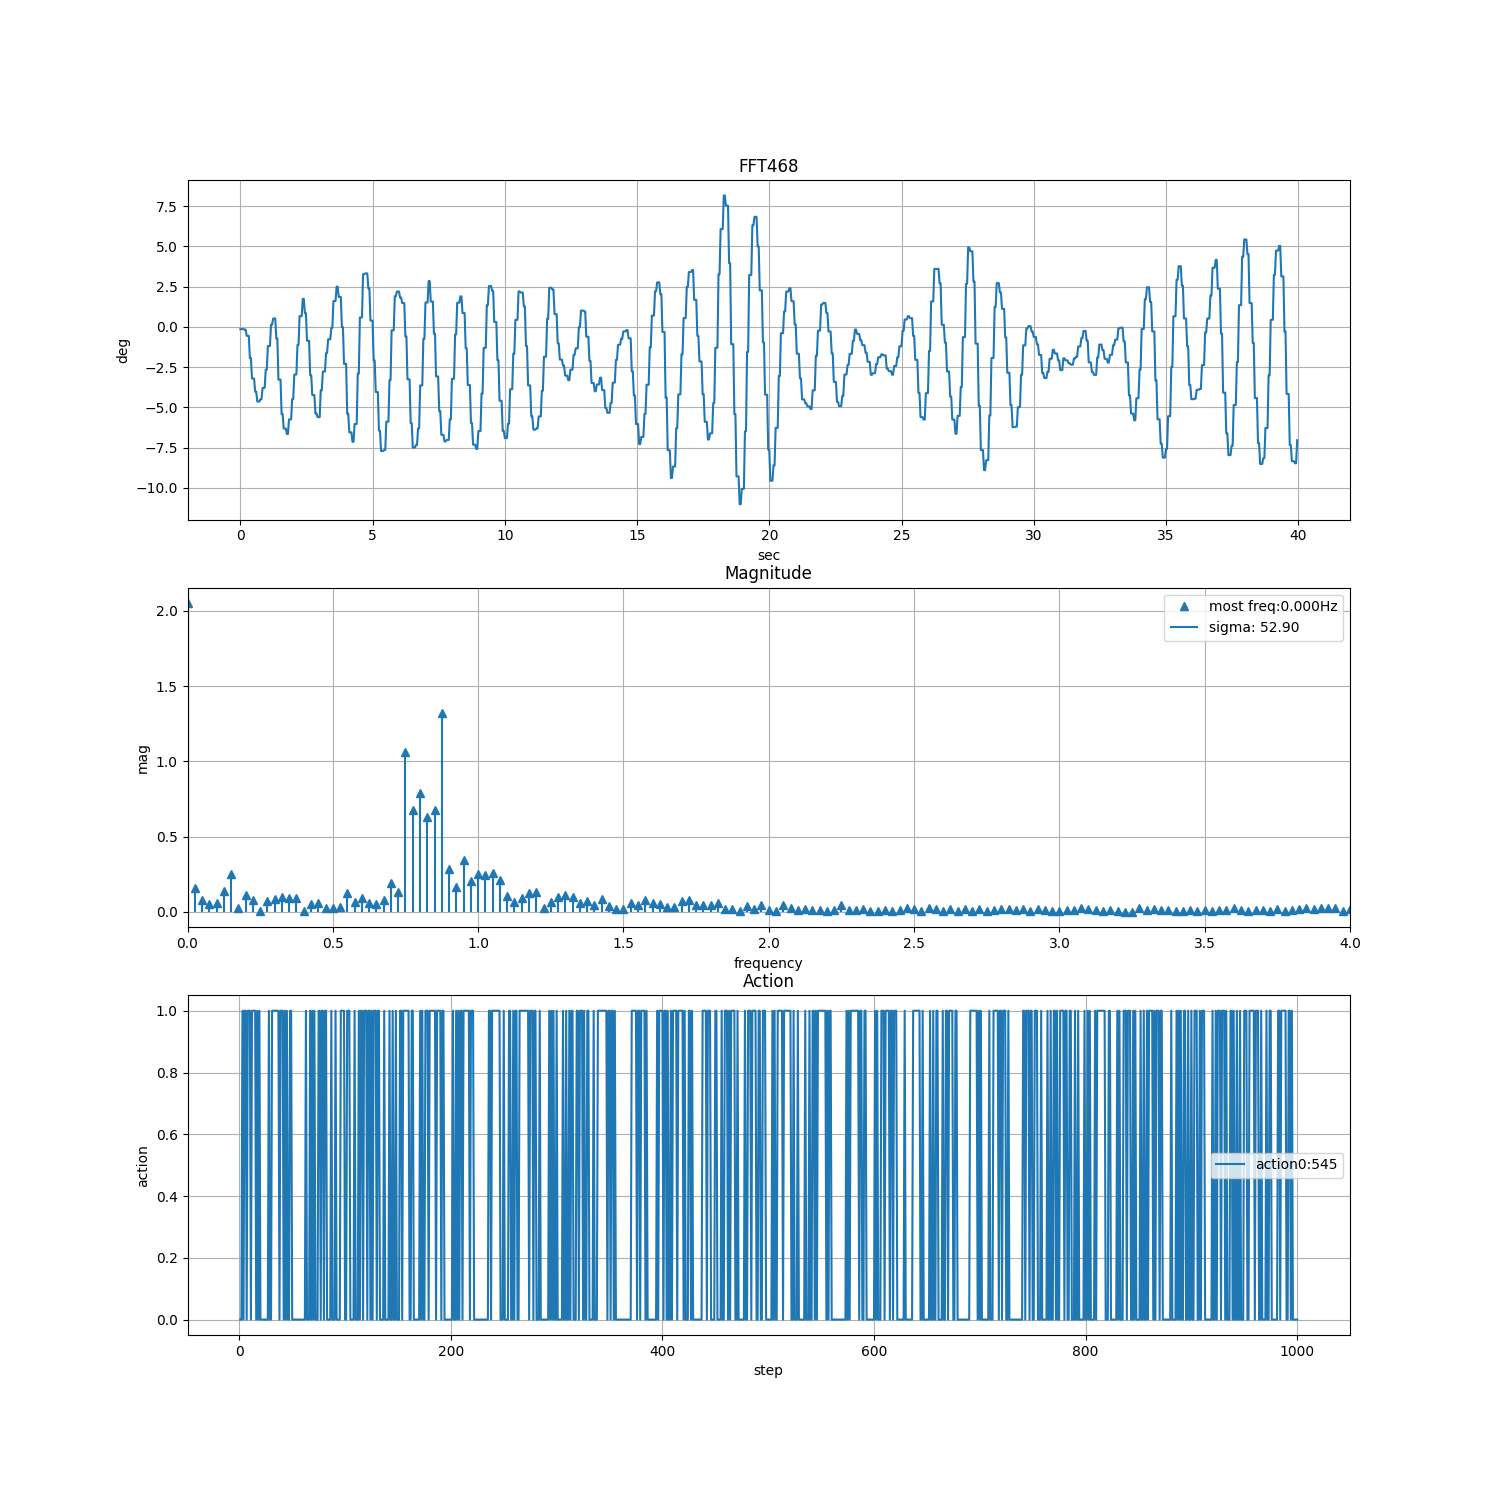 FFT468
7.5
5.0
2.5
0.0
−2.5
−5.0
−7.5
−10.0
deg
0 5 10 15 20 25 30 35 40
sec
Magnitude
most freq:0.000Hz
sigma: 52.90
2.0
1.5
1.0
0.5
0.0
mag
0.0 0.5 1.0 1.5 2.0 2.5 3.0 3.5 4.0
frequency
Action
1.0
0.8
0.6
0.4
0.2
0.0
action
action0:545
0 200 400 600 800 1000
step